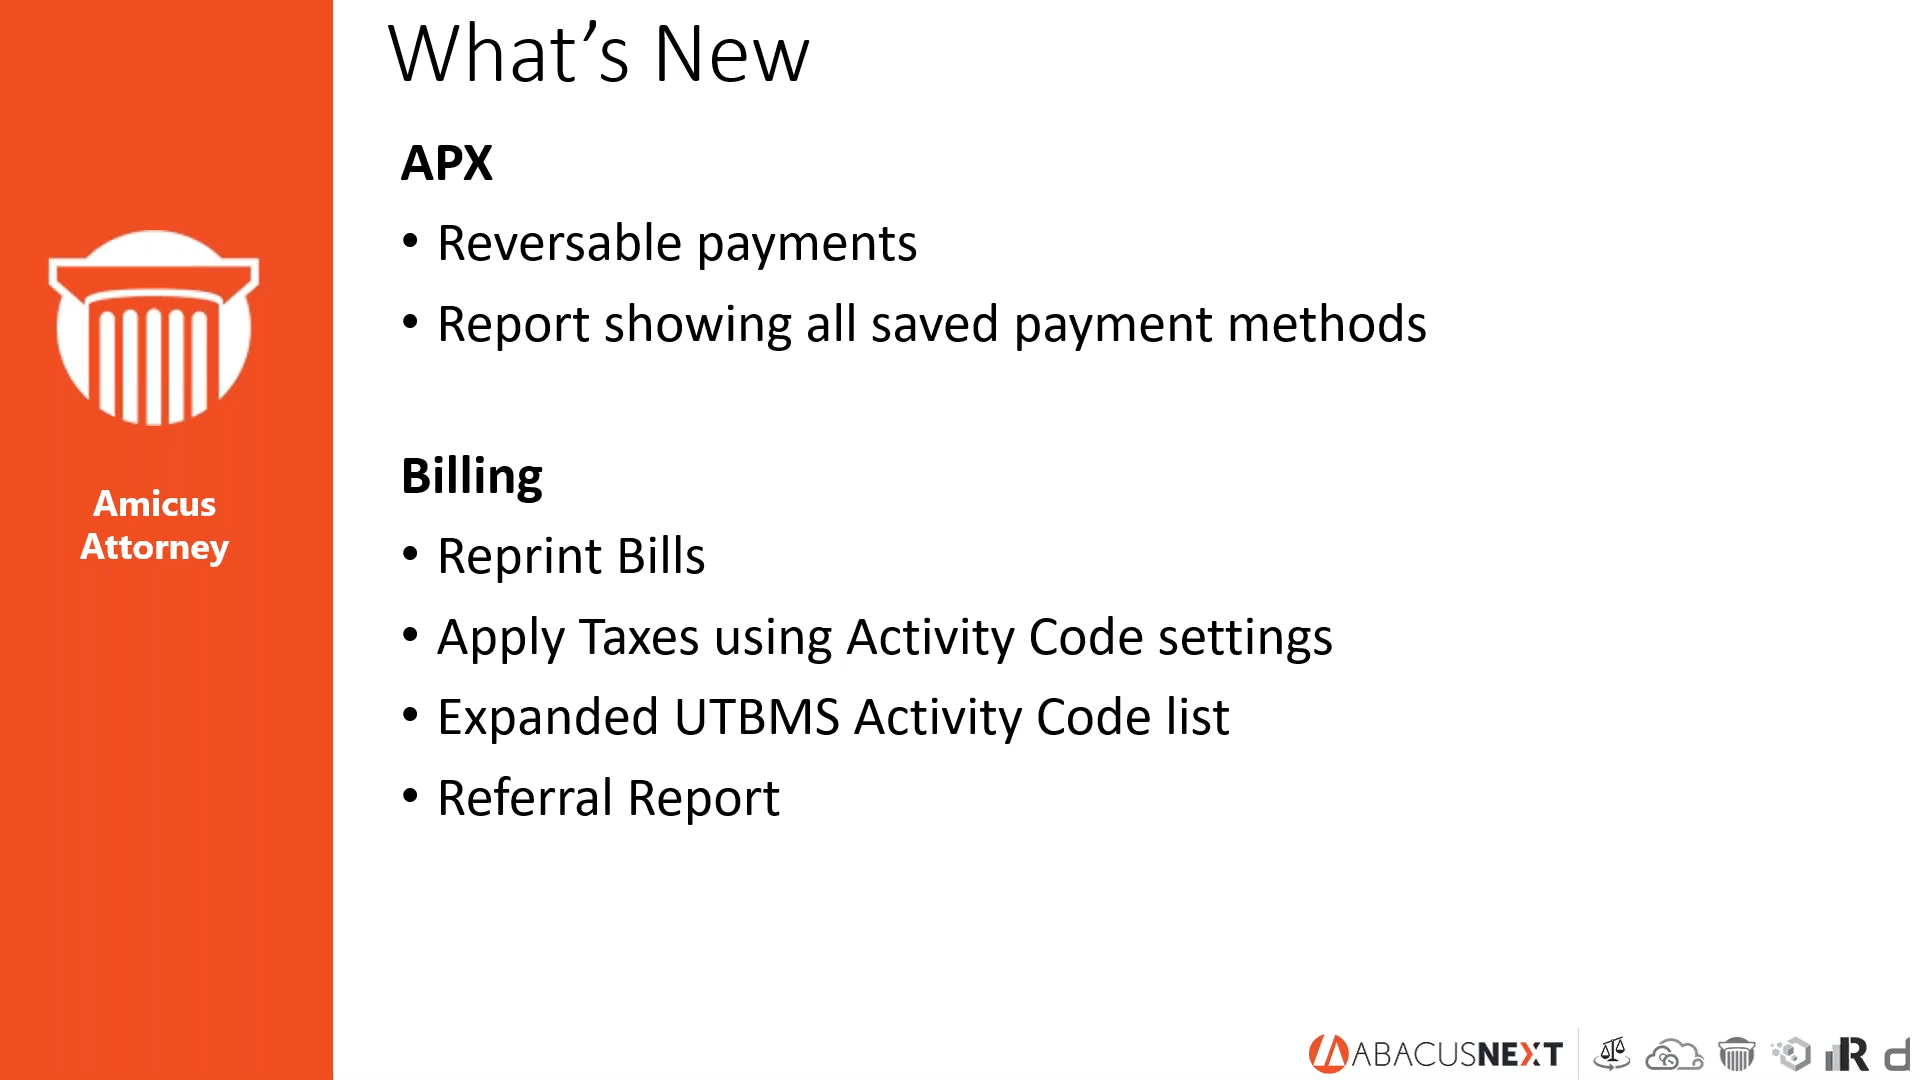 What's New
APX
• Reversable payments
• Report showing all saved payment methods
Billing
• Reprint Bills
• Apply Taxes using Activity Code settings
• Expanded UTBMS Activity Code list
• Referral Report
Amicus
Attorney
ABACUSNEXT
R
d